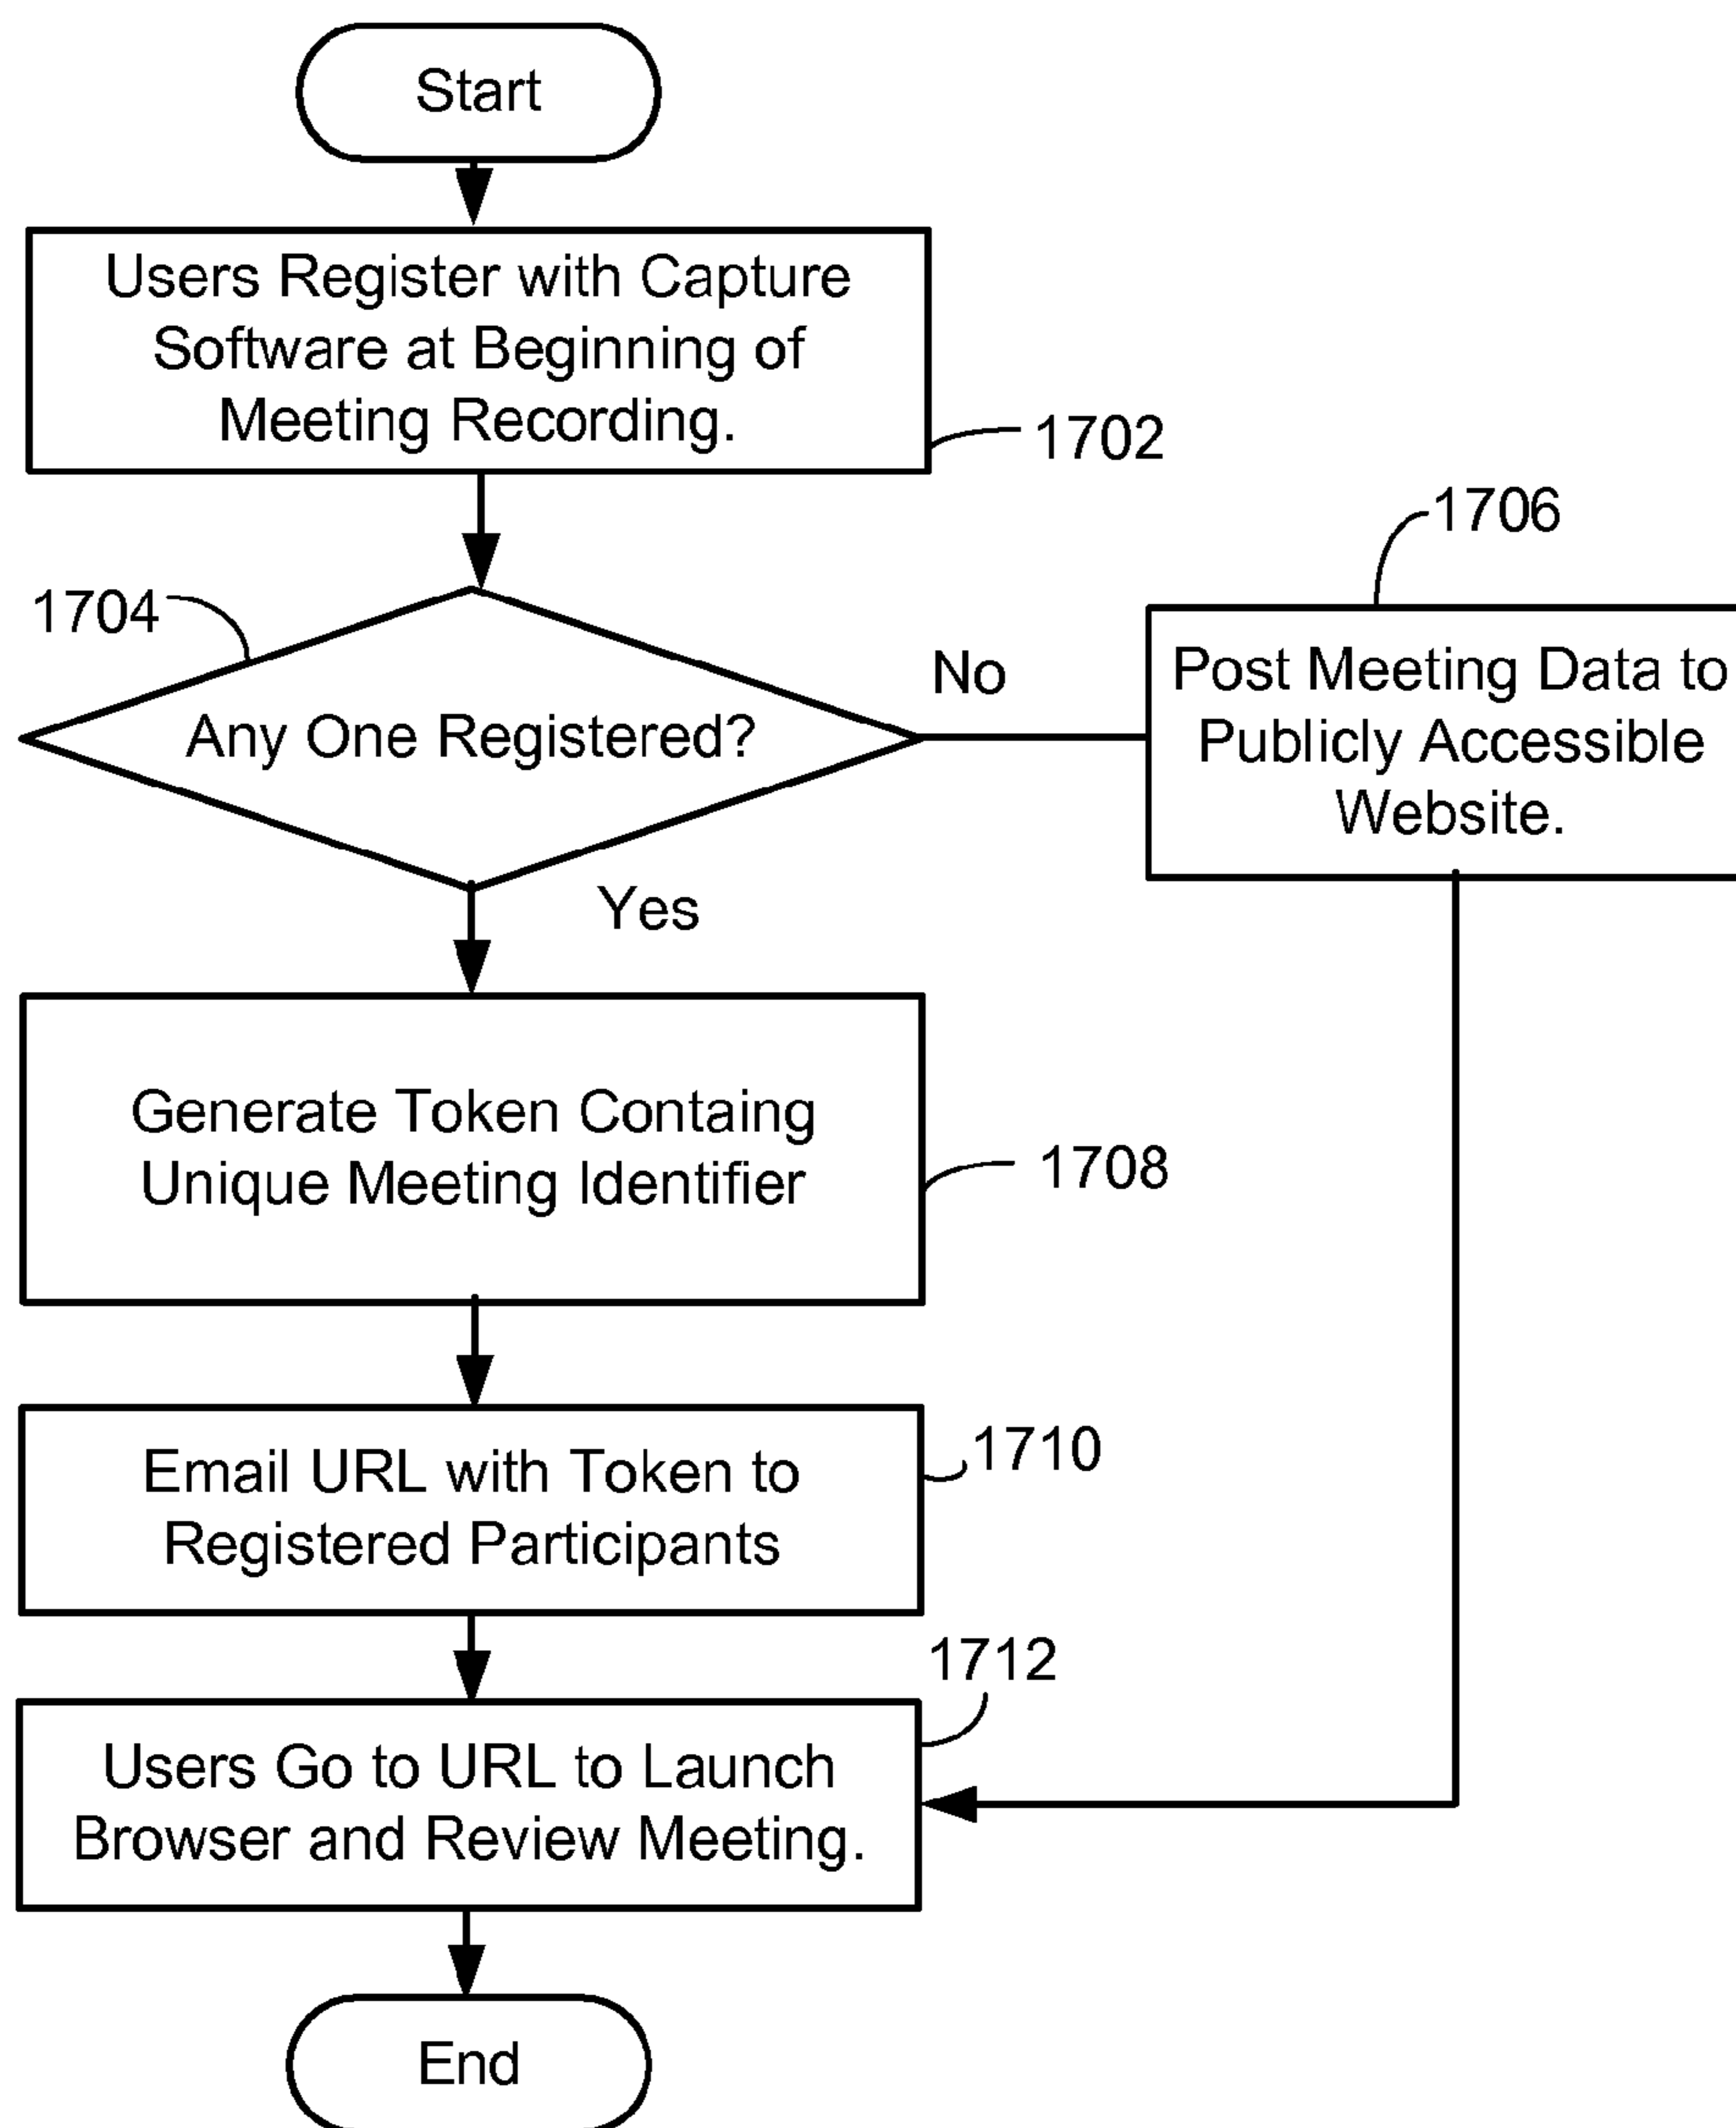 Start
Users Register with Capture
Software at Beginning of
Meeting Recording.
1702
1706
1704
Any One Registered?
No
Post Meeting Data to
Publicly Accessible
Website.
Yes
Generate Token Containg
Unique Meeting Identifier
1708
Email URL with Token to
Registered Participants
1710
1712
Users Go to URL to Launch
Browser and Review Meeting.
End